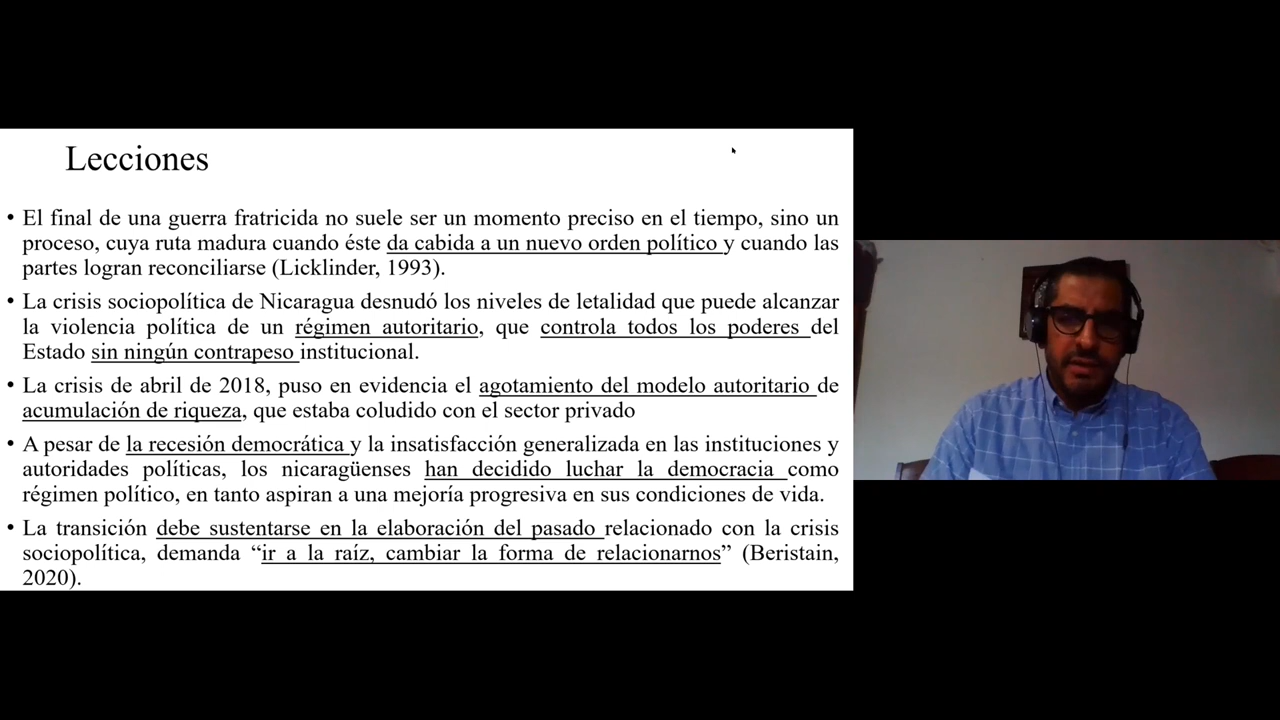 Lecciones
• El final de una guerra fratricida no suele ser un momento preciso en el tiempo, sino un
proceso, cuya ruta madura cuando éste da cabida a un nuevo orden político y cuando las
partes logran reconciliarse (Licklinder, 1993).
• La crisis sociopolítica de Nicaragua desnudó los niveles de letalidad que puede alcanzar
la violencia política de un régimen autoritario, que controla todos los poderes del
Estado sin ningún contrapeso institucional.
• La crisis de abril de 2018, puso en evidencia el agotamiento del modelo autoritario de
acumulación de riqueza, que estaba coludido con el sector privado
• A pesar de la recesión democrática y la insatisfacción generalizada en las instituciones y
autoridades políticas, los nicaragüenses han decidido luchar la democracia como
régimen político, en tanto aspiran a una mejoría progresiva en sus condiciones de vida.
• La transición debe sustentarse en la elaboración del pasado relacionado con la crisis
sociopolítica, demanda “ir a la raíz, cambiar la forma de relacionarnos” (Beristain,
2020).